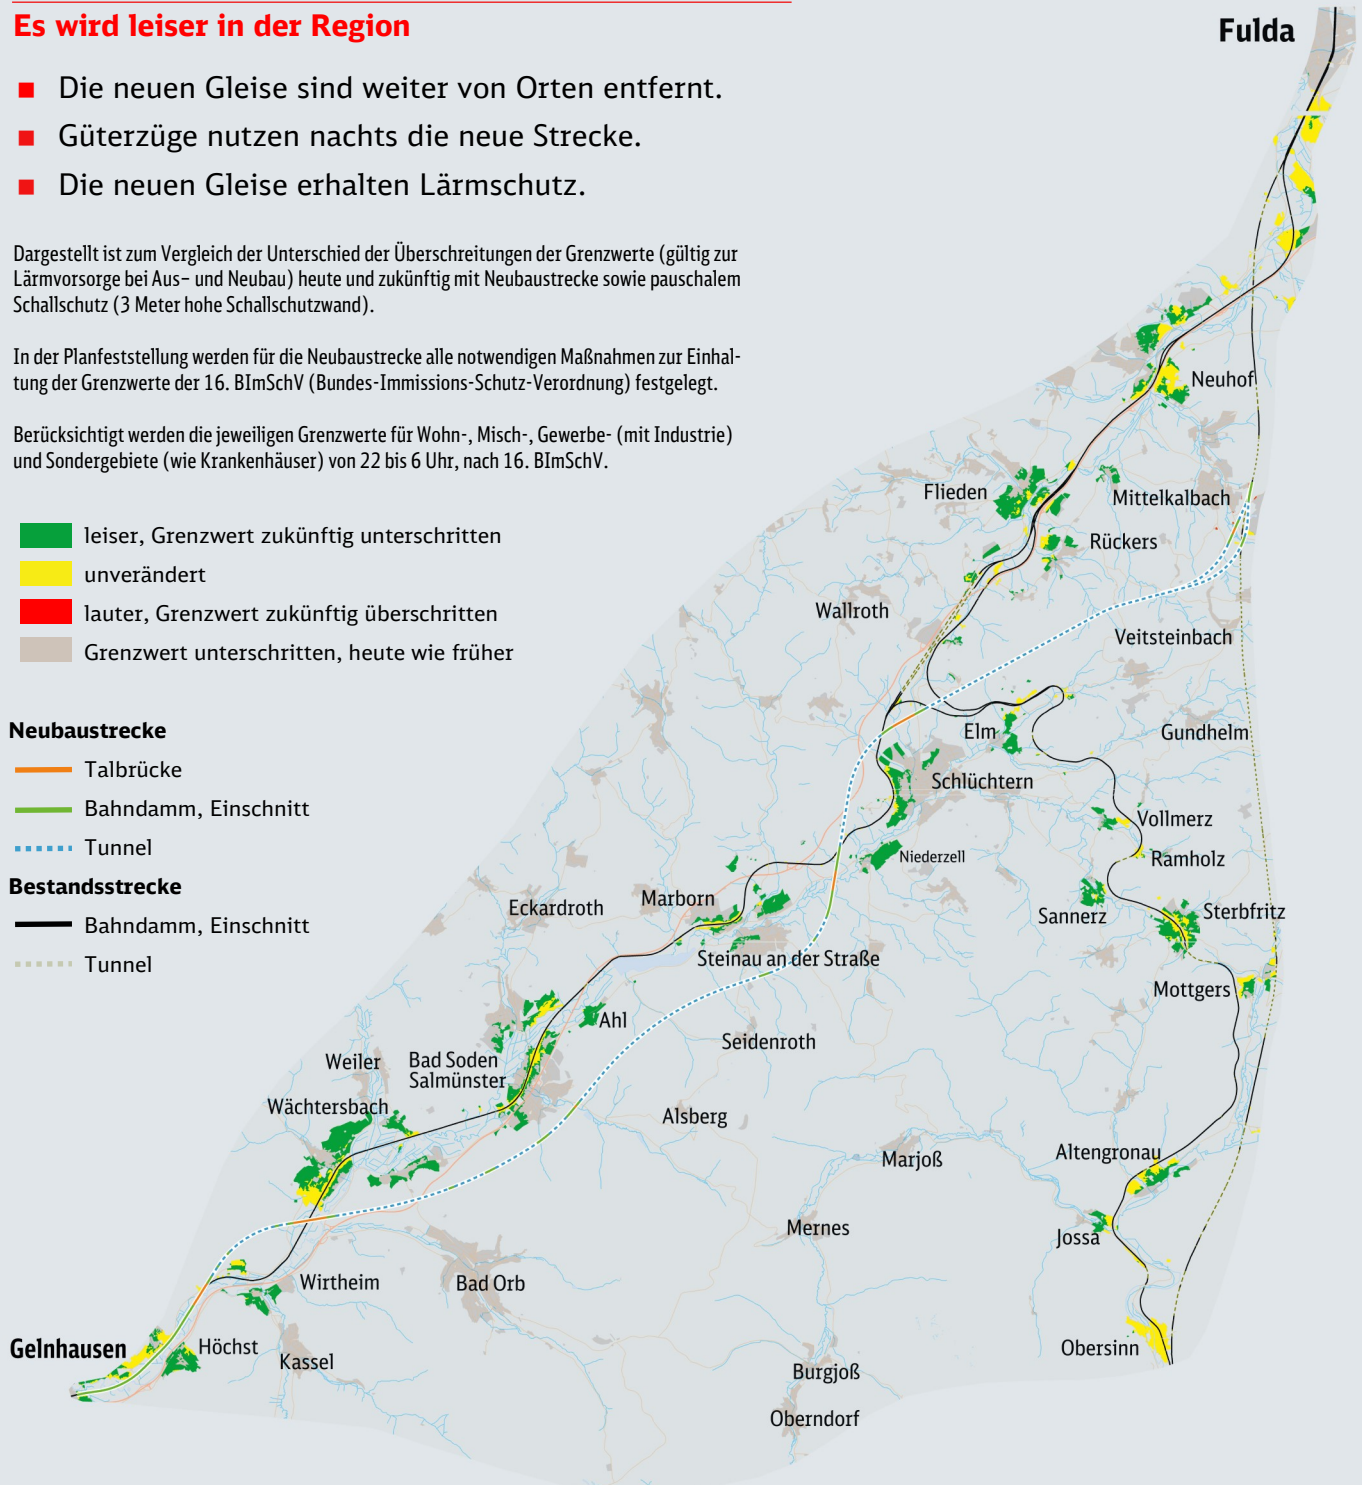 Es wird leiser in der Region
Die neuen Gleise sind weiter von Orten entfernt.
Güterzüge nutzen nachts die neue Strecke.
Die neuen Gleise erhalten Lärmschutz.
Dargestellt ist zum Vergleich der Unterschied der Überschreitungen der Grenzwerte (gültig zur
Lärmvorsorge bei Aus- und Neubau) heute und zukünftig mit Neubaustrecke sowie pauschalem
Schallschutz (3 Meter hohe Schallschutzwand).
In der Planfeststellung werden für die Neubaustrecke alle notwendigen Maßnahmen zur Einhal-
tung der Grenzwerte der 16. BImSchV (Bundes-Immissions-Schutz-Verordnung) festgelegt.
Berücksichtigt werden die jeweiligen Grenzwerte für Wohn-, Misch-, Gewerbe- (mit Industrie)
und Sondergebiete (wie Krankenhäuser) von 22 bis 6 Uhr, nach 16. BImSchV.
leiser, Grenzwert zukünftig unterschritten
unverändert
lauter, Grenzwert zukünftig überschritten
Grenzwert unterschritten, heute wie früher
Neubaustrecke
Talbrücke
Bahndamm, Einschnitt
Tunnel
Bestandsstrecke
Bahndamm, Einschnitt
Tunnel
Fulda
Neuhof
Flieden
Mittelkalbach
Rückers
Wallroth
Veitsteinbach
Elm
Gundhelm
Schlüchtern
Vollmerz
Niederzell
Ramholz
Marborn
Eckardroth
Sannerz
Sterbfritz
Steinau an der Straße
Mottgers
Ahl
Seidenroth
Weiler
Bad Soden
Salmünster
Wächtersbach
Alsberg
Marjoß
Altengronau
Mernes
Jossa
Wirtheim
Bad Orb
Gelnhausen
Höchst
Kassel
Obersinn
Burgjoß
Oberndorf